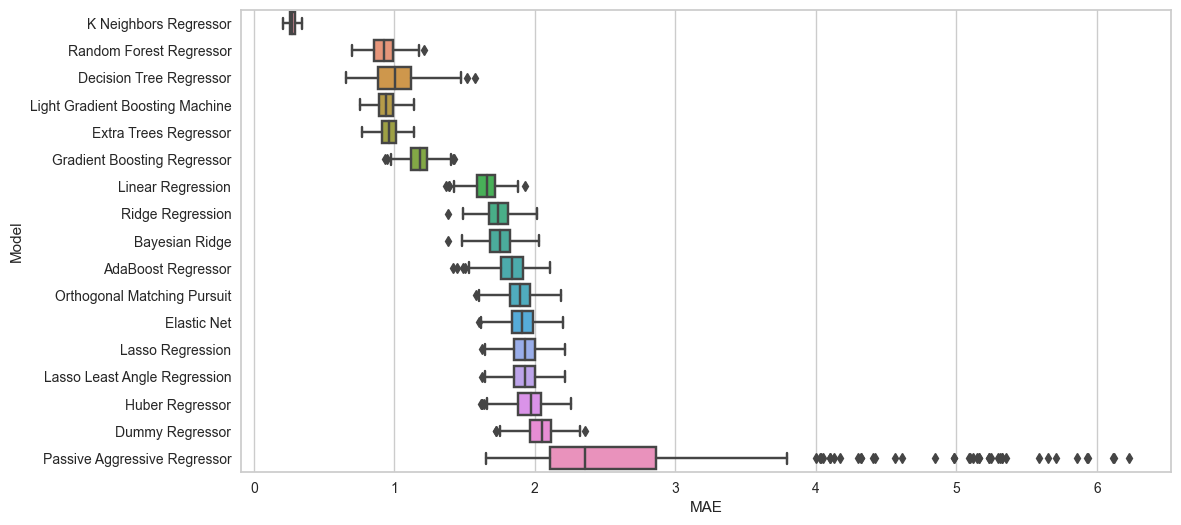 K Neighbors Regressor
Random Forest Regressor
Decision Tree Regressor
Light Gradient Boosting Machine
Extra Trees Regressor
Gradient Boosting Regressor
Linear Regression
Ridge Regression
Bayesian Ridge
AdaBoost Regressor
Orthogonal Matching Pursuit
Elastic Net
Lasso Regression
Lasso Least Angle Regression
Huber Regressor
Dummy Regressor
Passive Aggressive Regressor
Model
0 1 2 3 4 5 6
MAE